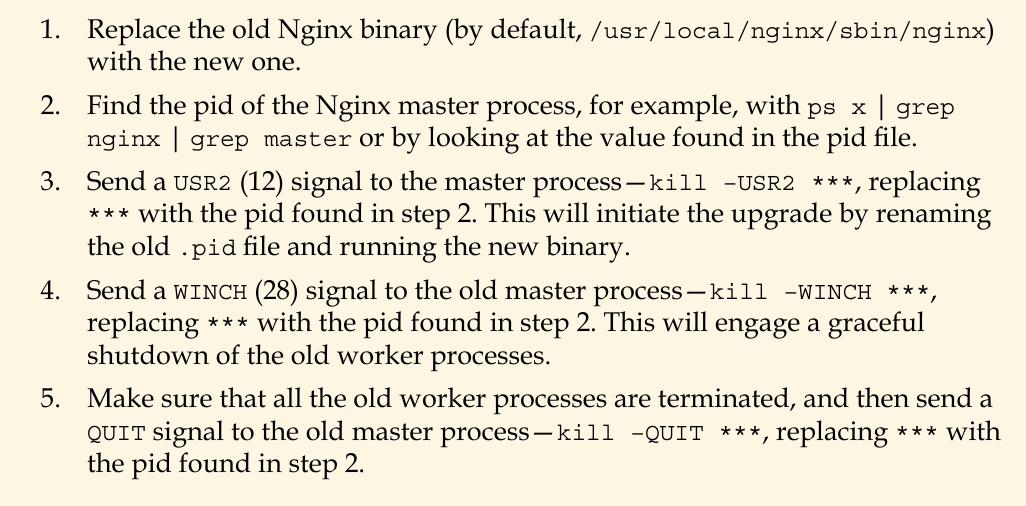 1. Replace the old Nginx binary (by default, /usr/local/nginx/sbin/nginx)
with the new one.
2. Find the pid of the Nginx master process, for example, with ps x | grep
nginx | grep master or by looking at the value found in the pid file.
3. Send a USR2 (12) signal to the master process—kill –USR2 ***, replacing
*** with the pid found in step 2. This will initiate the upgrade by renaming
the old .pid file and running the new binary.
4. Send a WINCH (28) signal to the old master process—kill –WINCH ***,
replacing *** with the pid found in step 2. This will engage a graceful
shutdown of the old worker processes.
5. Make sure that all the old worker processes are terminated, and then send a
QUIT signal to the old master process—kill –QUIT ***, replacing *** with
the pid found in step 2.